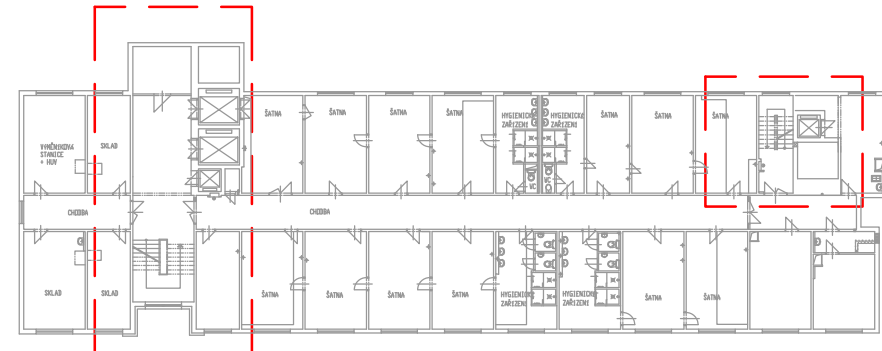 ŠATNA
ŠATNA
ŠATNA
ŠATNA
HYGIENICKÉ
ZAŘÍZENÍ
HYGIENICKÉ
ZAŘÍZENÍ
ŠATNA
ŠATNA
ŠATNA
VÝMĚNÍKOVÁ
STANICE
+ HUV
SKLAD
CHODBA
CHODBA
SKLAD
SKLAD
ŠATNA
ŠATNA
ŠATNA
ŠATNA
HYGIENICKÉ
ZAŘÍZENÍ
HYGIENICKÉ
ZAŘÍZENÍ
ŠATNA
ŠATNA